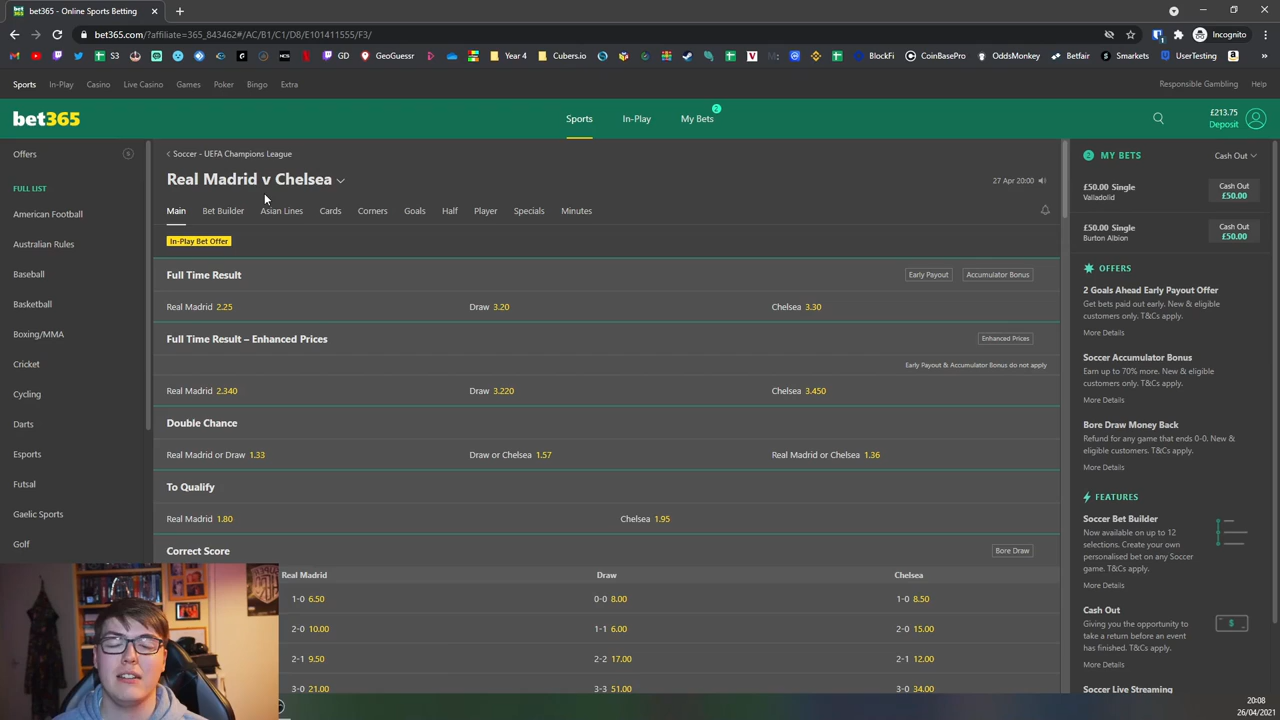 bet365 - Online Sports Betting
bet365.com/?affiliate=365_843462#/AC/B1/C1/D8/E101411555/F3/
Incognito
S3
GD
GeoGuessr
Year 4
Cubers.io
BlockFi
CoinBasePro
OddsMonkey
Betfair
Smarkets
UserTesting
Sports
In-Play
Casino
Live Casino
Games
Poker
Bingo
Extra
Responsible Gambling
Help
bet365
Sports
In-Play
My Bets
2
£213.75
Deposit
Offers
FULL LIST
American Football
Australian Rules
Baseball
Basketball
Boxing/MMA
Cricket
Cycling
Darts
Esports
Futsal
Gaelic Sports
Golf
Soccer - UEFA Champions League
Real Madrid v Chelsea
27 Apr 20:00
Main
Bet Builder
Asian Lines
Cards
Corners
Goals
Half
Player
Specials
Minutes
In-Play Bet Offer
Full Time Result
Early Payout
Accumulator Bonus
Real Madrid 2.25
Draw 3.20
Chelsea 3.30
Full Time Result – Enhanced Prices
Enhanced Prices
Early Payout & Accumulator Bonus do not apply
Real Madrid 2.340
Draw 3.220
Chelsea 3.450
Double Chance
Real Madrid or Draw 1.33
Draw or Chelsea 1.57
Real Madrid or Chelsea 1.36
To Qualify
Real Madrid 1.80
Chelsea 1.95
Correct Score
Bore Draw
Real Madrid
Draw
Chelsea
1-0 6.50
0-0 8.00
1-0 8.50
2-0 10.00
1-1 6.00
2-0 15.00
2-1 9.50
2-2 17.00
2-1 12.00
3-0 21.00
3-3 51.00
3-0 34.00
2 MY BETS
Cash Out
£50.00 Single
Valladolid
Cash Out
£50.00
£50.00 Single
Burton Albion
Cash Out
£50.00
OFFERS
2 Goals Ahead Early Payout Offer
Get bets paid out early. New & eligible
customers only. T&Cs apply.
More Details
Soccer Accumulator Bonus
Earn up to 70% more. New & eligible
customers only. T&Cs apply.
More Details
Bore Draw Money Back
Refund for any game that ends 0-0. New &
eligible customers. T&Cs apply.
More Details
FEATURES
Soccer Bet Builder
Now available on up to 12
selections. Create your own
personalised bet on any Soccer
game. T&Cs apply.
More Details
Cash Out
Giving you the opportunity to
take a return before an event
has finished. T&Cs apply.
More Details
Soccer Live Streaming
20:08
26/04/2021